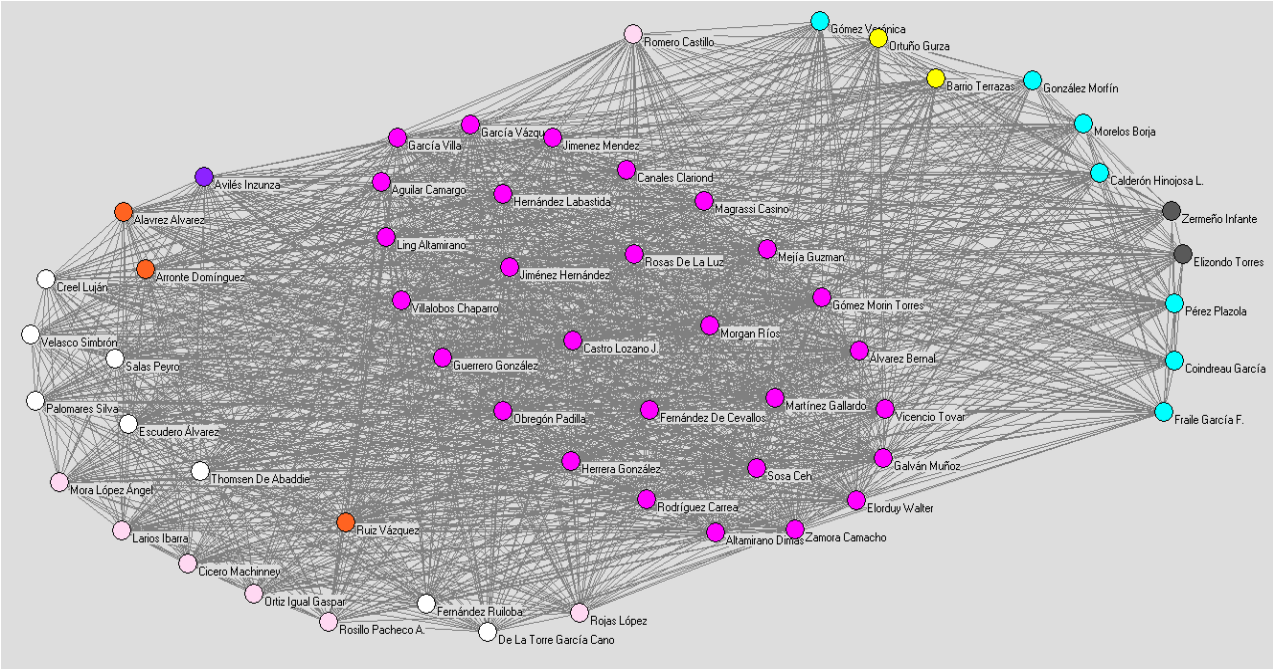 Gómez Verónica
Romero Castillo
Ortuño Gurza
Barrio Terrazas
González Morfín
García Váz
Morelos Borja
García Villa
Jimenez Mendez
Canales Clariond
Calderón Hinojosa L.
Avilés Inzunza
Aguilar Camargo
Hernández Labastida
Magrassi Casino
Alavrez Alvarez
Zermeño Infante
Ling Altamirano
Rosas De La Luz
Mejía Guzman
Elizondo Torres
Arronte Domínguez
Jiménez Hernández
Creel Luján
Villalobos Chaparro
Gómez Morin Torres
Pérez Plazola
Velasco Simbrón
Morgan Ríos
Castro Lozano J.
Alvarez Bernal
Salas Peyro
Guerrero González
Coindreau García
Palomares Silva
Martínez Gallardo
Obregón Padilla
Fernández De Cevallos
Vicencio Tovar
Fraile García F.
Escudero Álvarez
Herrera González
Galván Muñoz
Thomsen De Abaddie
Sosa Ceh
Mora López Ángel
Rodríguez Carrea
Elorduy Walter
Ruiz Vázquez
Larios Ibarra
Altamirano Dimas
Zamora Camacho
Cicero Machinney
Ortiz Igual Gaspar
Fernández Ruiloba
Rojas López
Rosillo Pacheco A.
De La Torre García Cano